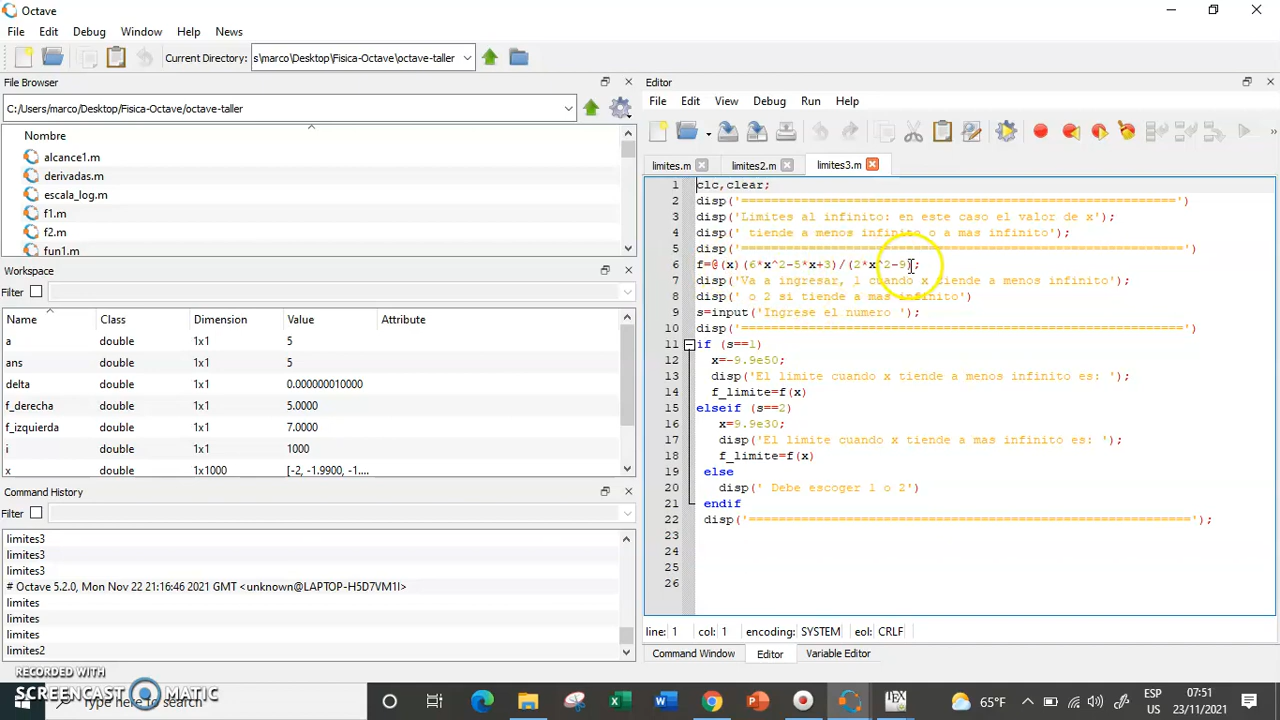 Octave
File Edit Debug Window Help News
Current Directory: s\marco\Desktop\Fisica-Octave\octave-taller
File Browser
C:/Users/marco/Desktop/Fisica-Octave/octave-taller
Nombre
alcance1.m
derivadas.m
escala_log.m
f1.m
f2.m
fun1.m
Workspace
Filter
Name Class Dimension Value Attribute
a double 1x1 5
ans double 1x1 5
delta double 1x1 0.000000010000
f_derecha double 1x1 5.0000
f_izquierda double 1x1 7.0000
i double 1x1 1000
x double 1x1000 [-2, -1.9900, -1....
Command History
Filter
limites3
limites3
limites3
# Octave 5.2.0, Mon Nov 22 21:16:46 2021 GMT <unknown@LAPTOP-H5D7VM1I>
limites
limites
limites
limites2
Editor
File Edit View Debug Run Help
limites.m limites2.m limites3.m
1 clc,clear;
2 disp('==========================================================')
3 disp('Limites al infinito: en este caso el valor de x');
4 disp(' tiende a menos infinito o a mas infinito');
5 disp('===========================================================')
6 f=@(x)(6*x^2-5*x+3)/(2*x^2-9);
7 disp('Va a ingresar, 1 cuando x tiende a menos infinito');
8 disp(' o 2 si tiende a mas infinito')
9 s=input('Ingrese el numero ');
10 disp('===========================================================')
11 if (s==1)
12 x=-9.9e50;
13 disp('El limite cuando x tiende a menos infinito es: ');
14 f_limite=f(x)
15 elseif (s==2)
16 x=9.9e30;
17 disp('El limite cuando x tiende a mas infinito es: ');
18 f_limite=f(x)
19 else
20 disp(' Debe escoger 1 o 2')
21 endif
22 disp('===========================================================');
23
24
25
26
line: 1 col: 1 encoding: SYSTEM eol: CRLF
Command Window Editor Variable Editor
RECORDED WITH
SCREENCAST MATIC
Type here to search
65°F
ESP
US
07:51
23/11/2021